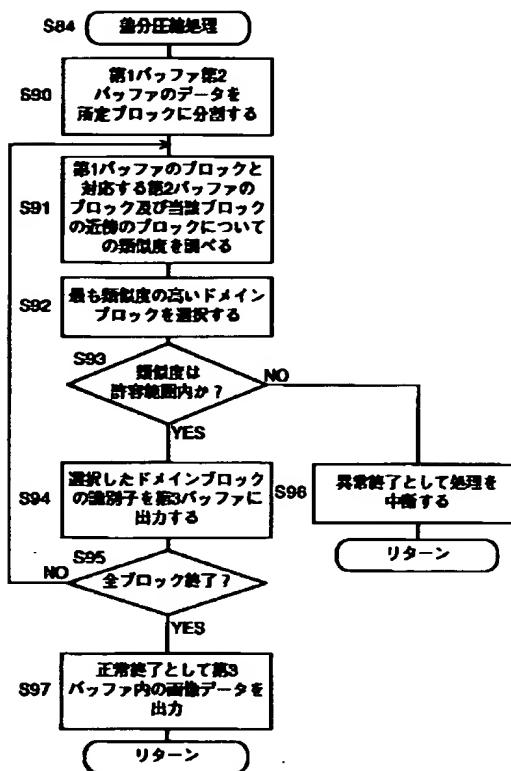 S84
差分圧縮処理
S90
第1バッファ第2
バッファのデータを
所定ブロックに分割する
S91
第1バッファのブロックと
対応する第2バッファの
ブロック及び当該ブロック
の近傍のブロックについて
の類似度を調べる
S92
最も類似度の高いドメイン
ブロックを選択する
S93
類似度は
許容範囲内か?
NO
YES
S94
選択したドメインブロック
の識別子を第3バッファに
出力する
S96
異常終了として処理を
中断する
リターン
S95
NO
全ブロック終了?
YES
S97
正常終了として第3
バッファ内の画像データを
出力
リターン